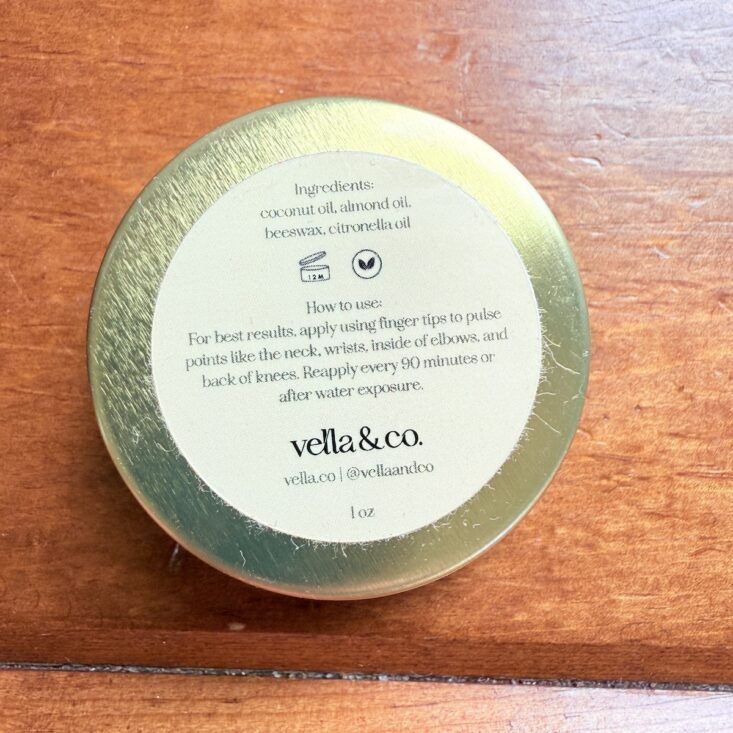 Ingredients:
coconut oil, almond oil,
beeswax, citronella oil
12M
How to use:
For best results, apply using finger tips to pulse
points like the neck, wrists, inside of elbows, and
back of knees. Reapply every 90 minutes or
after water exposure.
vella & co.
vella.co | @vellaandco
1 oz